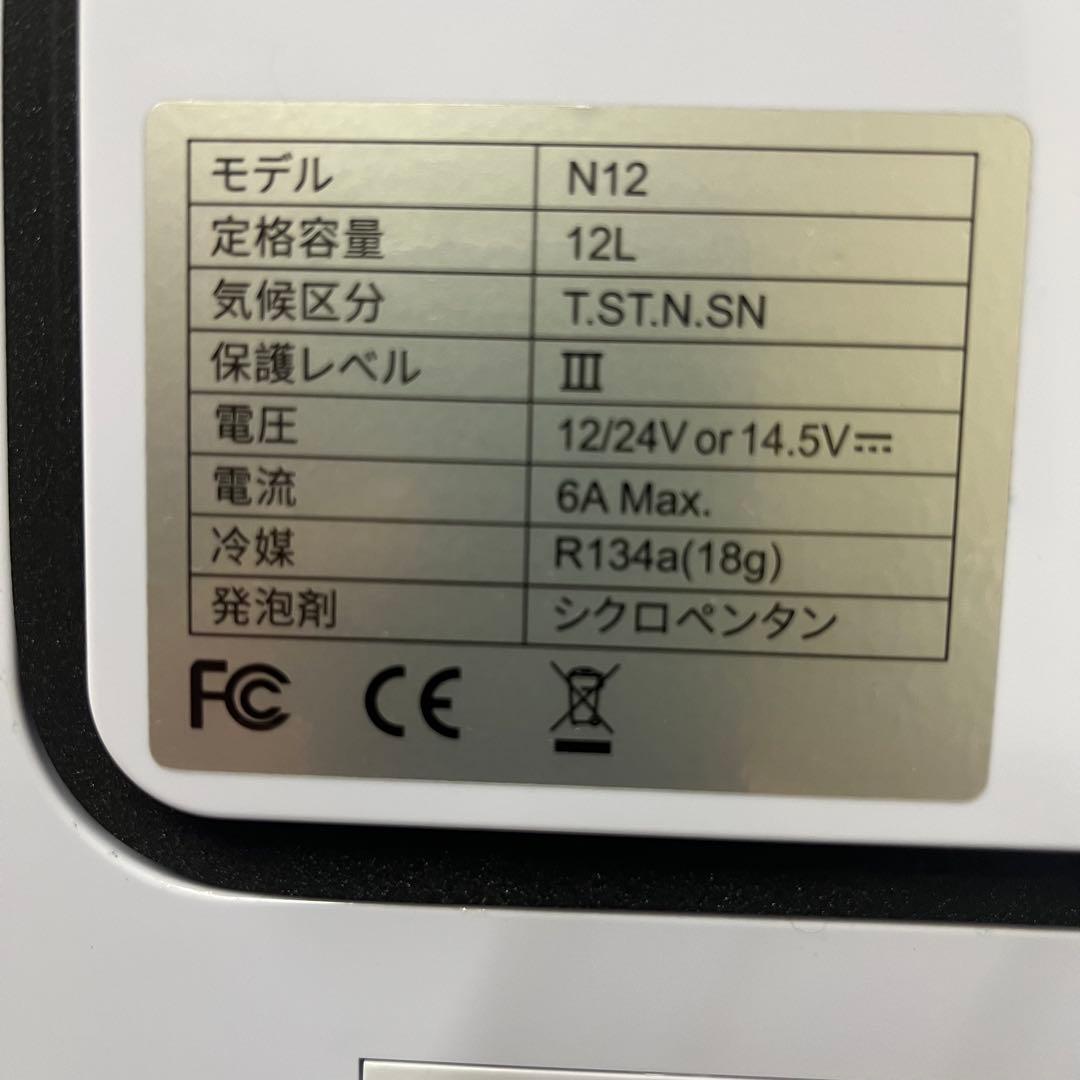 モデル N12
定格容量 12L
気候区分 T.ST.N.SN
保護レベル Ⅲ
電圧 12/24V or 14.5V⎓
電流 6A Max.
冷媒 R134a(18g)
発泡剤 シクロペンタン
FC CE